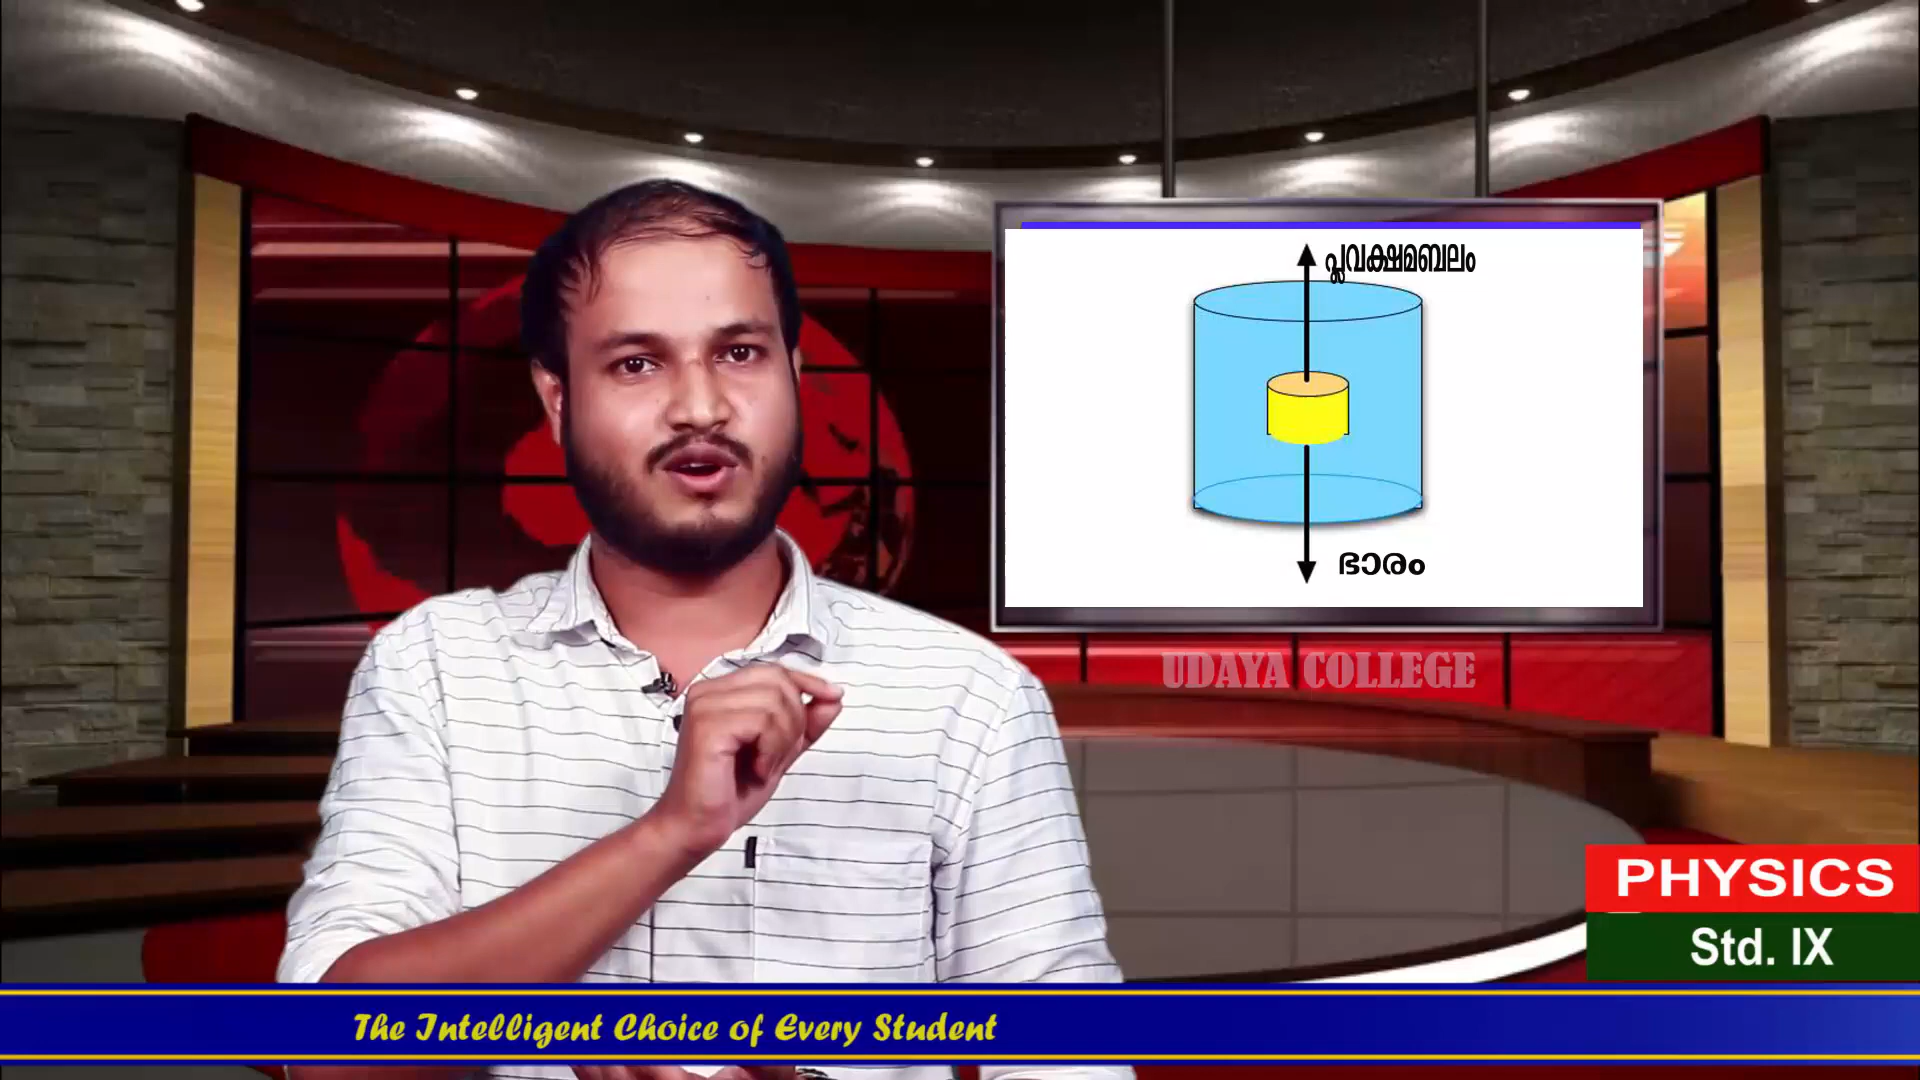 പ്ലവക്ഷമബലം
ഭാരം
UDAYA COLLEGE
PHYSICS
Std. IX
The Intelligent Choice of Every Student